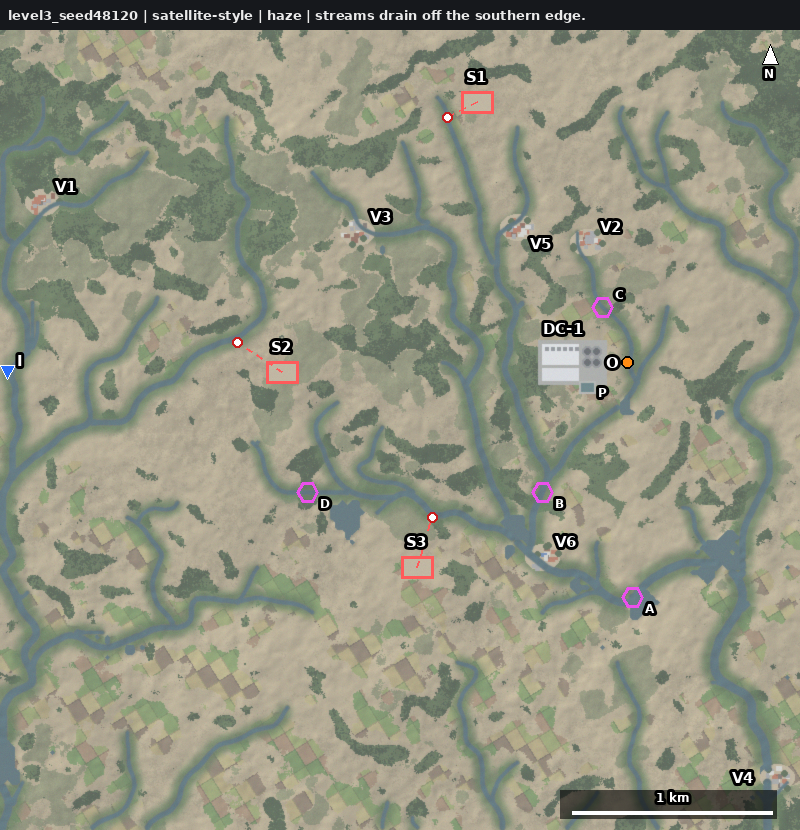 level3_seed48120 | satellite-style | haze | streams drain off the southern edge.
N
S1
V1
V3
V2
V5
C
DC-1
I
S2
O
P
D
B
S3
V6
A
V4
1 km